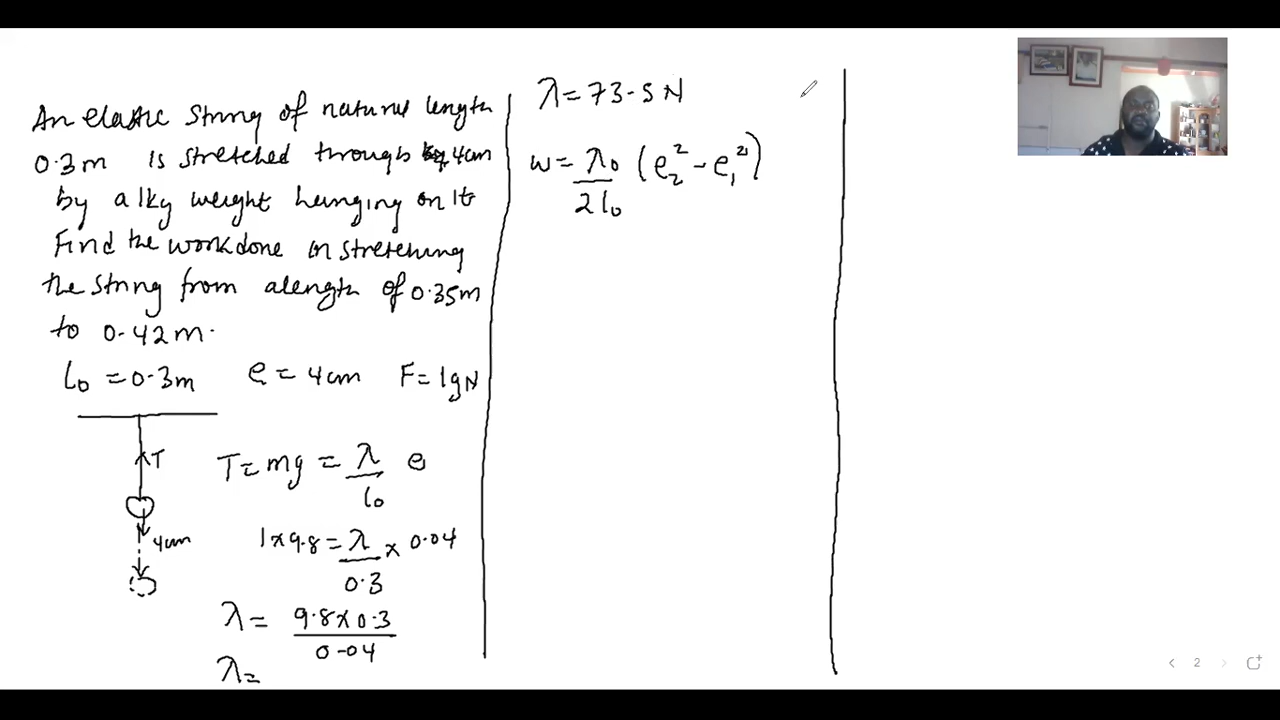 An elastic string of natural length
0.3m is stretched through 4cm
by a 1kg weight hanging on it
Find the workdone in stretching
the string from alength of 0.35m
to 0.42m.
l₀ = 0.3m e = 4cm F = 1gN
T
4cm
T = mg = λ/l₀ e
1 x 9.8 = λ/0.3 x 0.04
λ = 9.8 x 0.3/0.04
λ =
λ = 73.5N
w = λ₀/2l₀ (e₂² - e₁²)
2